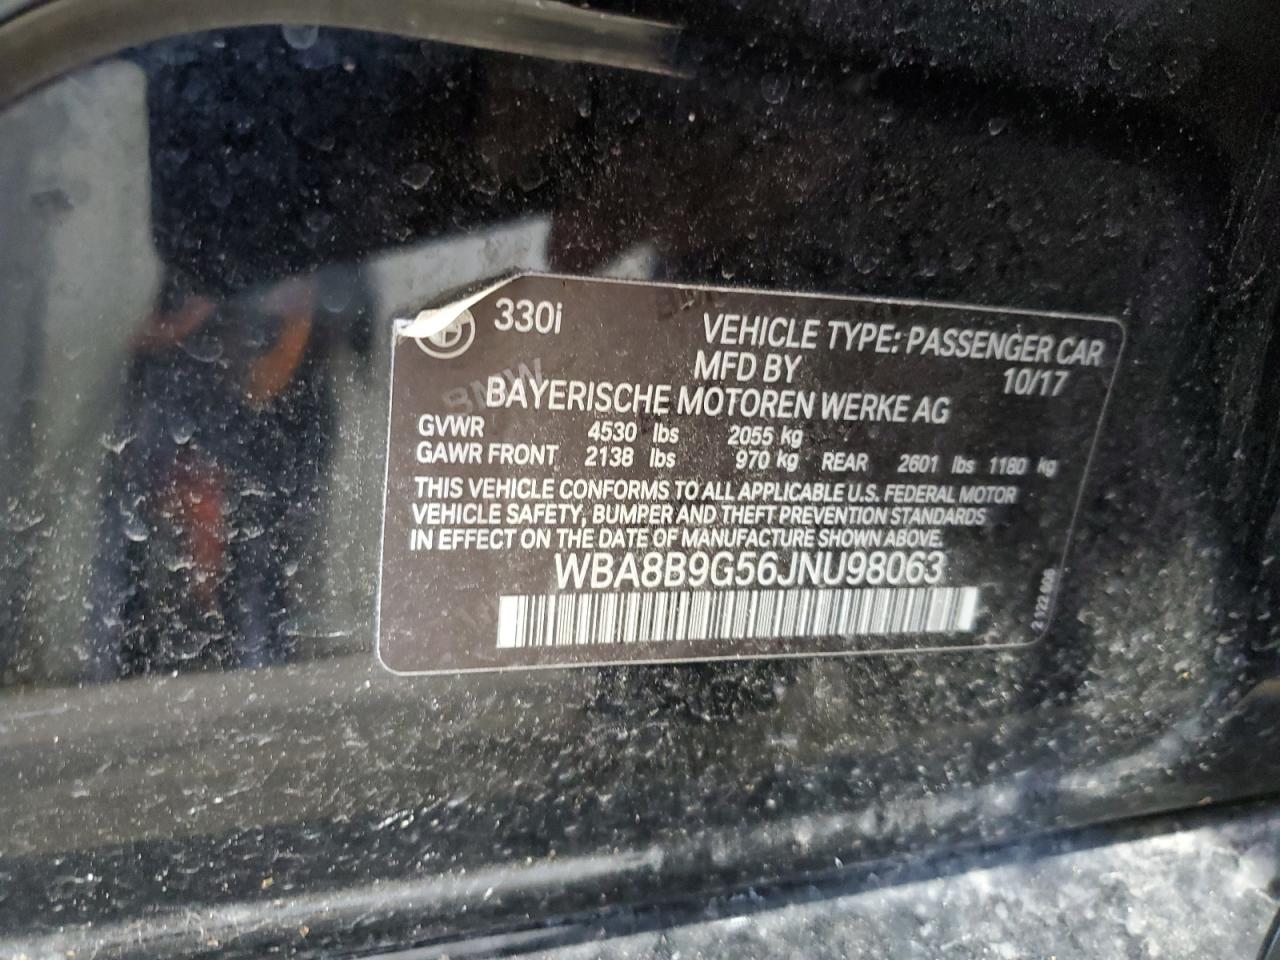 330i
VEHICLE TYPE: PASSENGER CAR
MFD BY 10/17
BAYERISCHE MOTOREN WERKE AG
GVWR 4530 lbs 2055 kg
GAWR FRONT 2138 lbs 970 kg REAR 2601 lbs 1180 kg
THIS VEHICLE CONFORMS TO ALL APPLICABLE U.S. FEDERAL MOTOR
VEHICLE SAFETY, BUMPER AND THEFT PREVENTION STANDARDS
IN EFFECT ON THE DATE OF MANUFACTURE SHOWN ABOVE.
WBA8B9G56JNU98063
BMW